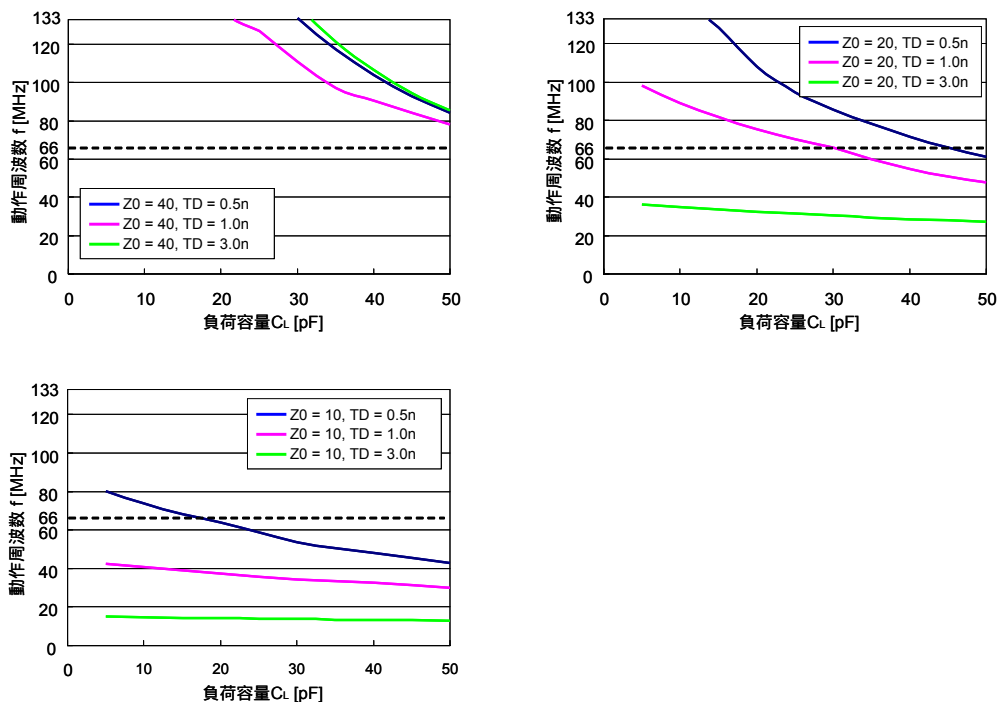 133
120
100
80
66
60
40
20
0
動作周波数 f [MHz]
Z0 = 40, TD = 0.5n
Z0 = 40, TD = 1.0n
Z0 = 40, TD = 3.0n
0 10 20 30 40 50
負荷容量CL [pF]
133
120
100
80
66
60
40
20
0
動作周波数 f [MHz]
Z0 = 20, TD = 0.5n
Z0 = 20, TD = 1.0n
Z0 = 20, TD = 3.0n
0 10 20 30 40 50
負荷容量CL [pF]
133
120
100
80
66
60
40
20
0
動作周波数 f [MHz]
Z0 = 10, TD = 0.5n
Z0 = 10, TD = 1.0n
Z0 = 10, TD = 3.0n
0 10 20 30 40 50
負荷容量CL [pF]